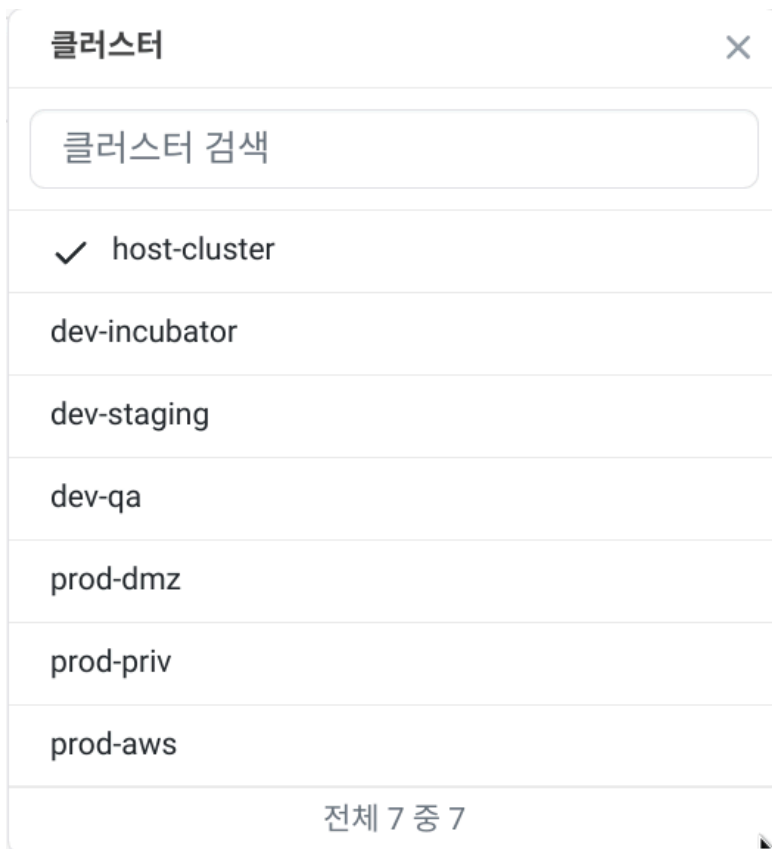 클러스터
클러스터 검색
host-cluster
dev-incubator
dev-staging
dev-qa
prod-dmz
prod-priv
prod-aws
전체 7 중 7